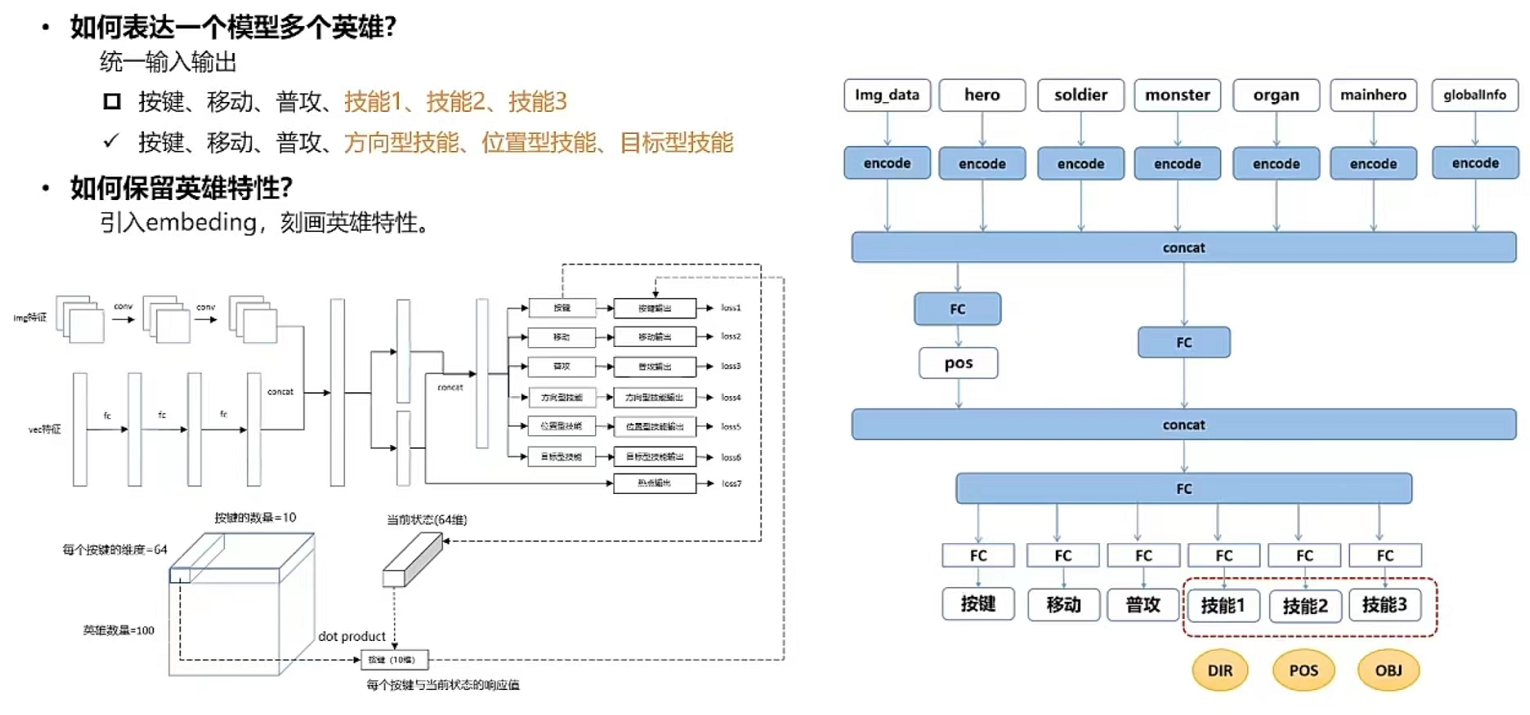 • 如何表达一个模型多个英雄?
统一输入输出
按键、移动、普攻、技能1、技能2、技能3
✓ 按键、移动、普攻、方向型技能、位置型技能、目标型技能
• 如何保留英雄特性?
引入embeding，刻画英雄特性。
img特征
conv
conv
vec特征
fc
fc
fc
concat
concat
按键
按键输出
loss1
移动
移动输出
loss2
普攻
普攻输出
loss3
方向型技能
方向型技能输出
loss4
位置型技能
位置型技能输出
loss5
目标型技能
目标型技能输出
loss6
热点输出
loss7
按键的数量=10
每个按键的维度=64
英雄数量=100
当前状态(64维)
dot product
按键（10维）
每个按键与当前状态的响应值
Img_data
hero
soldier
monster
organ
mainhero
globalInfo
encode
encode
encode
encode
encode
encode
encode
concat
FC
pos
FC
concat
FC
FC
FC
FC
FC
FC
FC
按键
移动
普攻
技能1
技能2
技能3
DIR
POS
OBJ